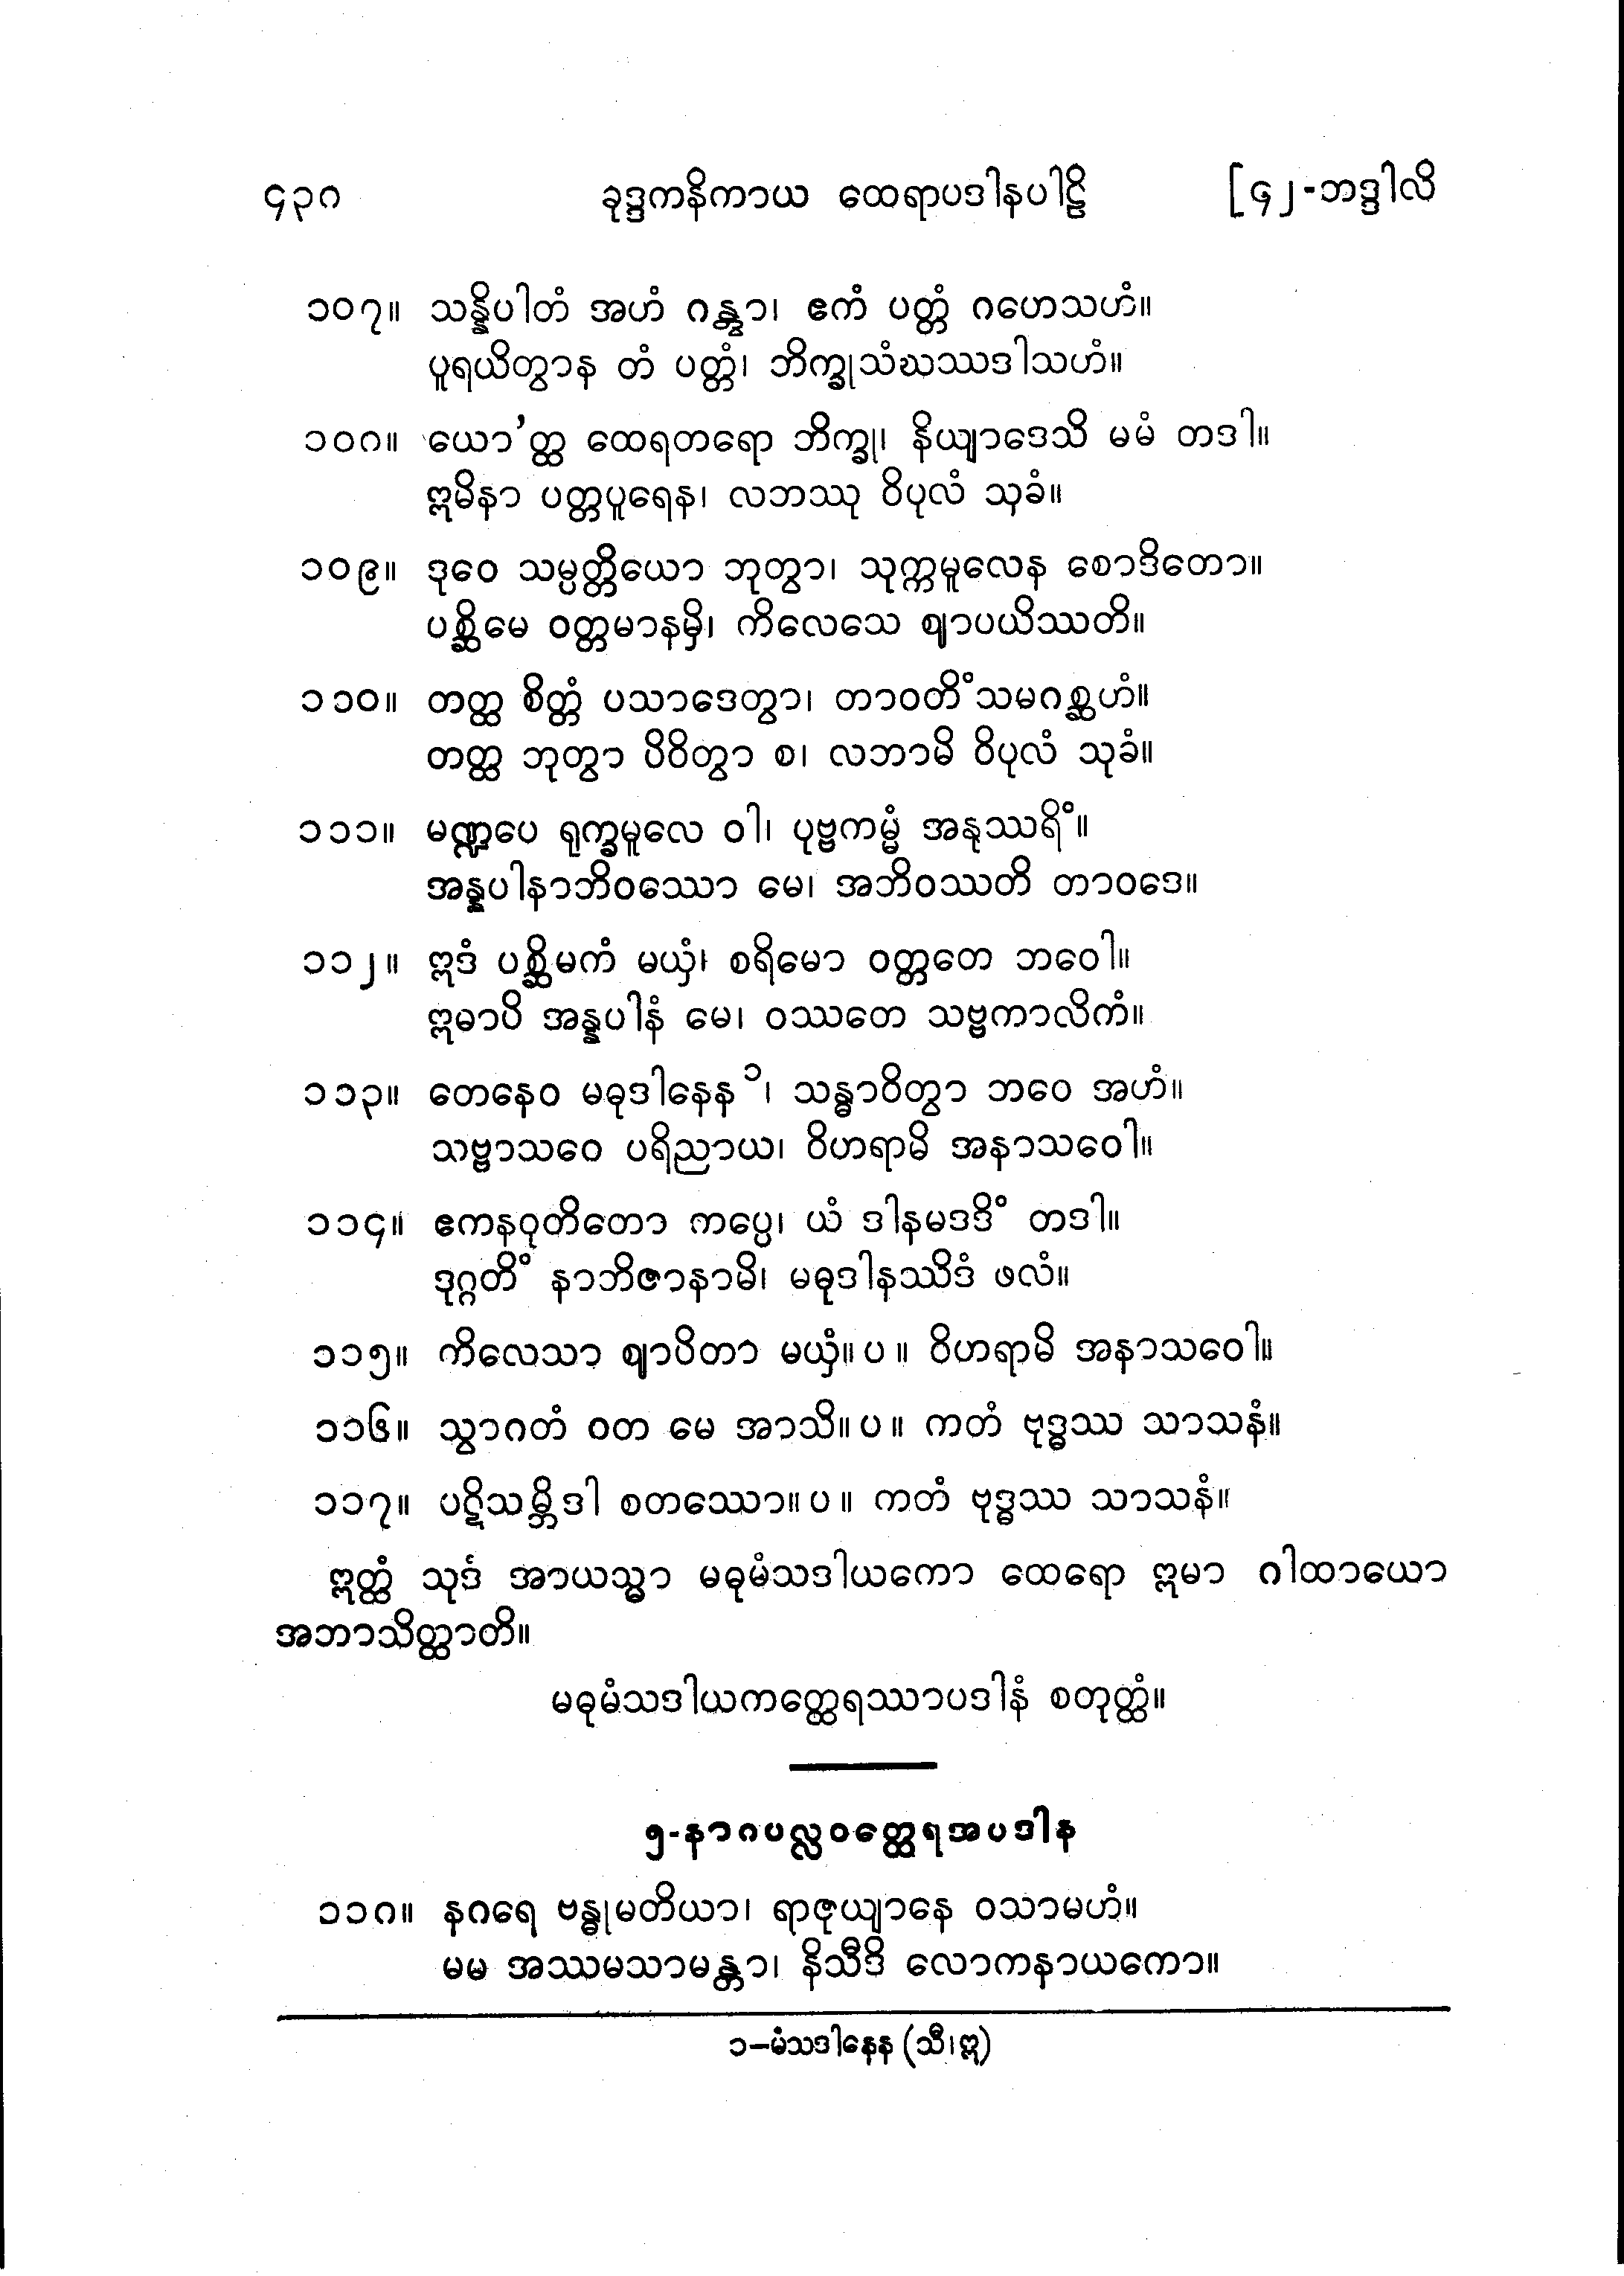 ၄၃၈ ခုဒ္ဒကနိကာယ ထေရာပဒါနပါဠိ [၄၂-ဘဒ္ဒါလိ
၁၀၇။ သန္နိပါတံ အဟံ ဂန္တွာ၊ ဧကံ ပတ္တံ ဂဟေသဟံ။
ပူရယိတွာန တံ ပတ္တံ၊ ဘိက္ခုသံဃဿဒါသဟံ။
၁၀၈။ ယော’တ္ထ ထေရတရော ဘိက္ခု၊ နိယျာဒေသိ မမံ တဒါ။
ဣမိနာ ပတ္တပူရေန၊ လဘဿု ဝိပုလံ သုခံ။
၁၀၉။ ဒုဝေ သမ္ပတ္တိယော ဘုတွာ၊ သုက္ကမူလေန စောဒိတော။
ပစ္ဆိမေ ဝတ္တမာနမှိ၊ ကိလေသေ ဈာပယိဿတိ။
၁၁၀။ တတ္ထ စိတ္တံ ပသာဒေတွာ၊ တာဝတိံသမဂစ္ဆဟံ။
တတ္ထ ဘုတွာ ပိဝိတွာ စ၊ လဘာမိ ဝိပုလံ သုခံ။
၁၁၁။ မဏ္ဍပေ ရုက္ခမူလေ ဝါ၊ ပုဗ္ဗကမ္မံ အနုဿရိံ။
အန္နပါနာဘိဝဿော မေ၊ အဘိဝဿတိ တာဝဒေ။
၁၁၂။ ဣဒံ ပစ္ဆိမကံ မယှံ၊ စရိမော ဝတ္တတေ ဘဝေါ။
ဣဓာပိ အန္နပါနံ မေ၊ ဝဿတေ သဗ္ဗကာလိကံ။
၁၁၃။ တေနေဝ မဓုဒါနေန ၁၊ သန္ဓာဝိတွာ ဘဝေ အဟံ။
သဗ္ဗာသဝေ ပရိညာယ၊ ဝိဟရာမိ အနာသဝေါ။
၁၁၄။ ဧကနဝုတိတော ကပ္ပေ၊ ယံ ဒါနမဒဒိံ တဒါ။
ဒုဂ္ဂတိံ နာဘိဇာနာမိ၊ မဓုဒါနဿိဒံ ဖလံ။
၁၁၅။ ကိလေသာ ဈာပိတာ မယှံ။ ပ ။ ဝိဟရာမိ အနာသဝေါ။
၁၁၆။ သွာဂတံ ဝတ မေ အာသိ။ ပ ။ ကတံ ဗုဒ္ဓဿ သာသနံ။
၁၁၇။ ပဋိသမ္ဘိဒါ စတဿော။ ပ ။ ကတံ ဗုဒ္ဓဿ သာသနံ။
ဣတ္ထံ သုဒံ အာယသ္မာ မဓုမံသဒါယကော ထေရော ဣမာ ဂါထာယော
အဘာသိတ္ထာတိ။
မဓုမံသဒါယကတ္ထေရဿာပဒါနံ စတုတ္ထံ။
၅-နာဂပလ္လဝတ္ထေရအပဒါန
၁၁၈။ နဂရေ ဗန္ဓုမတိယာ၊ ရာဇုယျာနေ ဝသာမဟံ။
မမ အဿမသာမန္တာ၊ နိသီဒိ လောကနာယကော။
၁–မံသဒါနေန (သီ၊ ဣ)